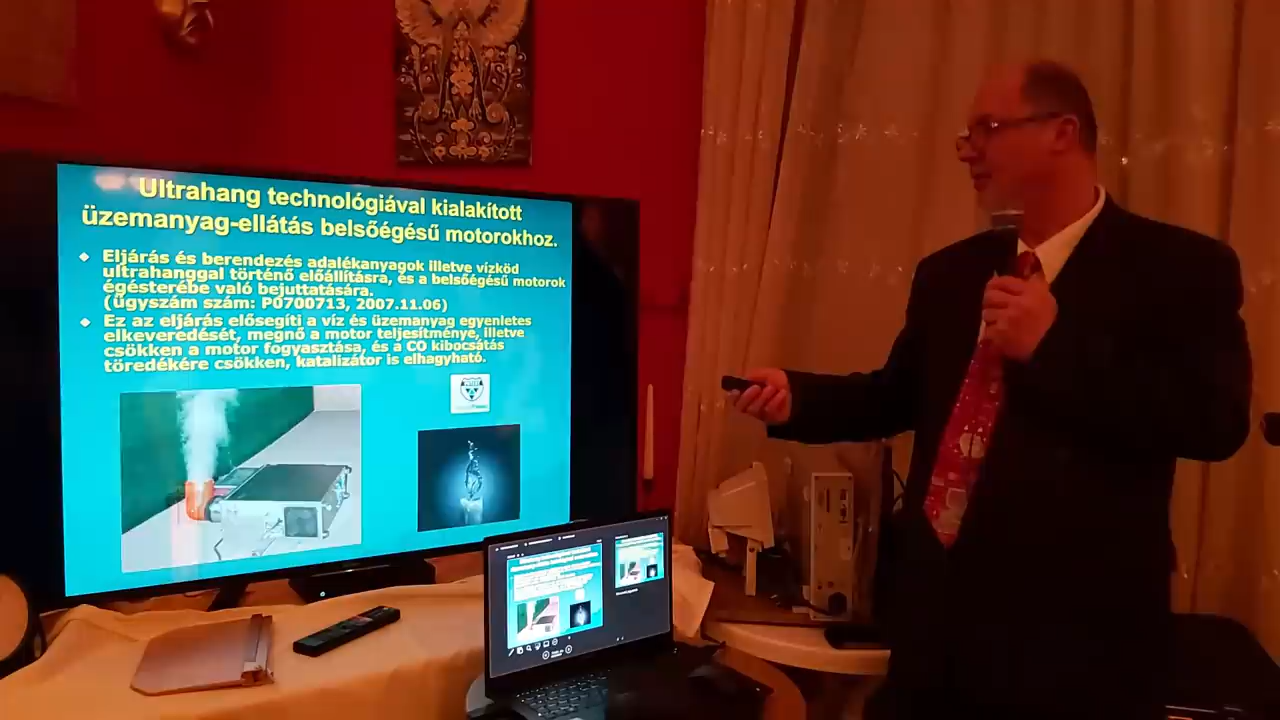 Ultrahang technológiával kialakított
üzemanyag-ellátás belsőégésű motorokhoz.
Eljárás és berendezés adalékanyagok illetve vízköd
ultrahanggal történő előállításra, és a belsőégésű motorok
égésterébe való bejuttatására.
(ügyszám szám: P0700713, 2007.11.06)
Ez az eljárás elősegíti a víz és üzemanyag egyenletes
elkeveredését, megnő a motor teljesítménye, illetve
csökken a motor fogyasztása, és a CO kibocsátás
töredékére csökken, katalizátor is elhagyható.